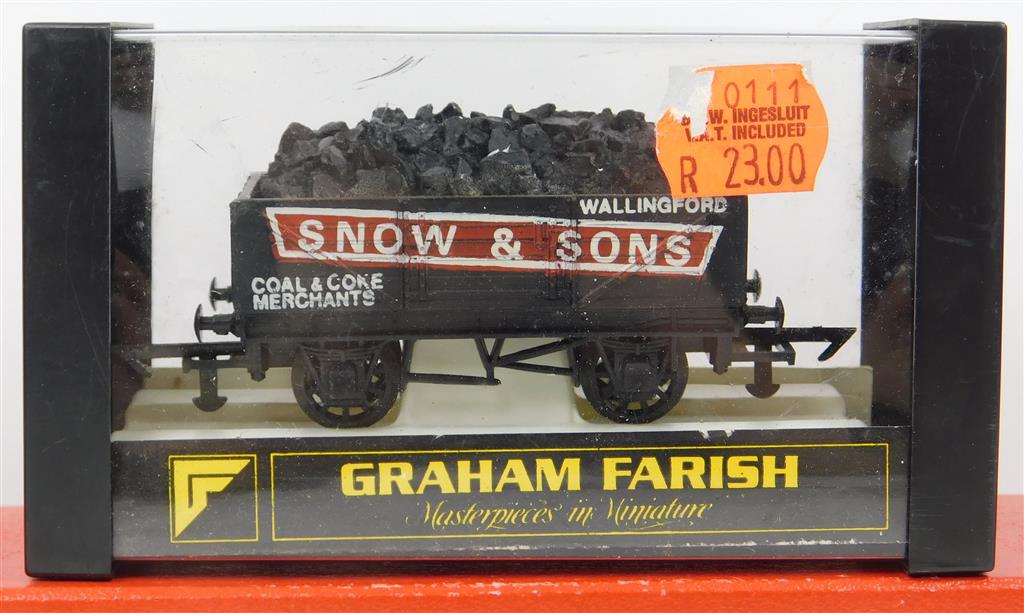 0111
W. INGESLUIT
V.A.T. INCLUDED
R 23.00
WALLINGFORD
SNOW & SONS
COAL & COKE
MERCHANTS
GRAHAM FARISH
Masterpieces in Miniature